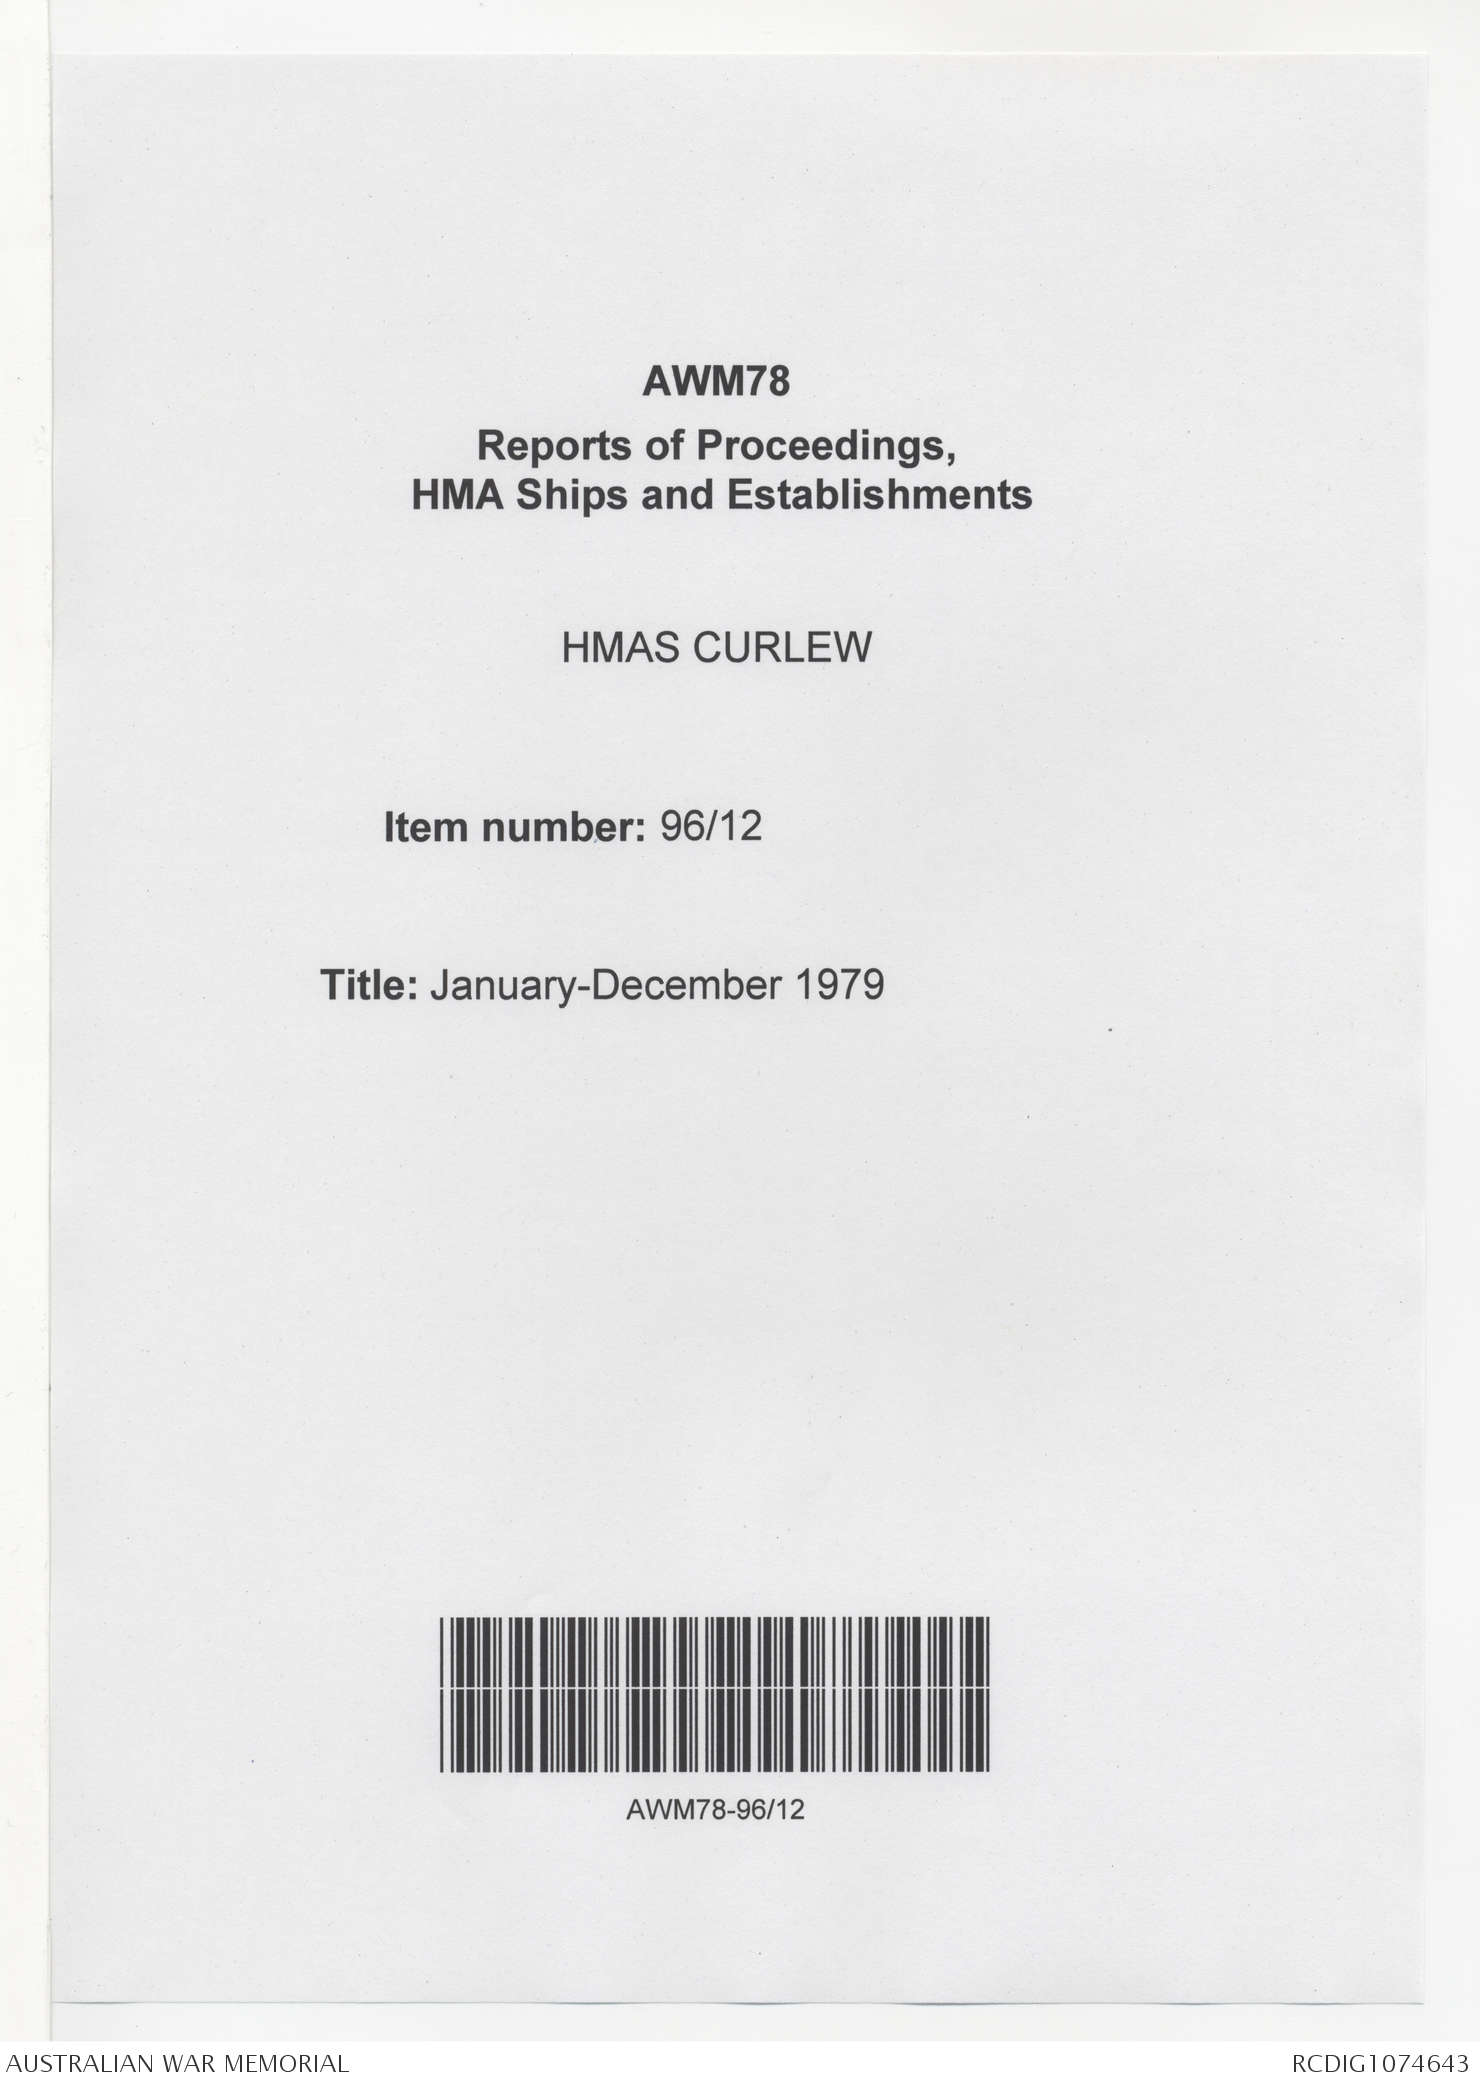 AWM78
Reports of Proceedings,
HMA Ships and Establishments
HMAS CURLEW
Item number: 96/12
Title: January-December 1979
AWM78-96/12
AUSTRALIAN WAR MEMORIAL
RCDIG1074643